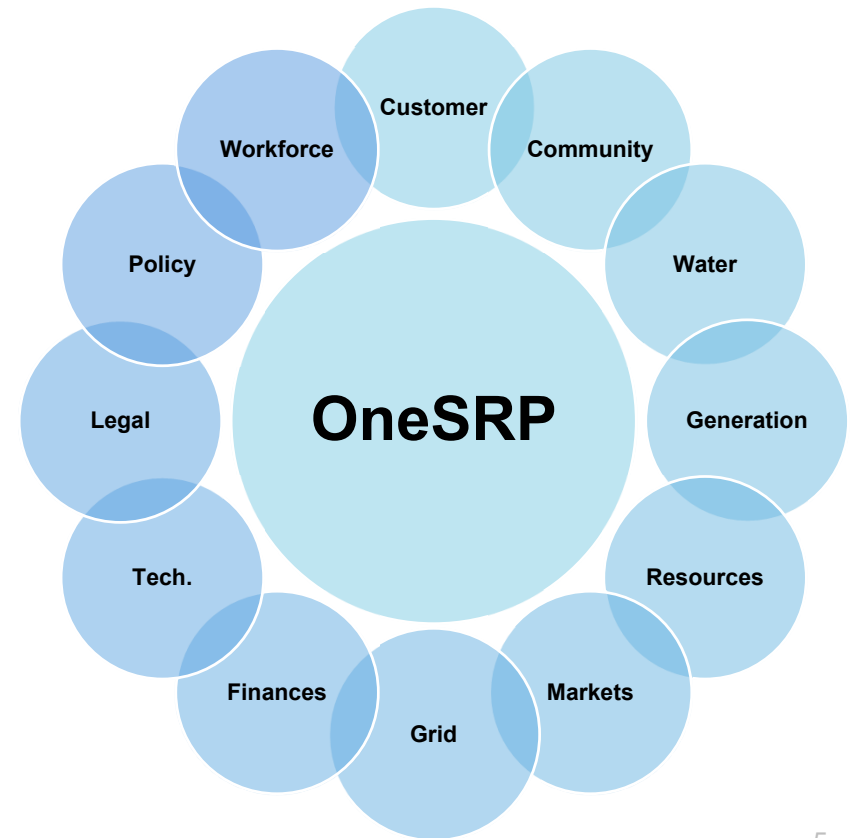 Customer
Community
Water
Generation
Resources
Markets
Grid
Finances
Tech.
Legal
Policy
Workforce
OneSRP